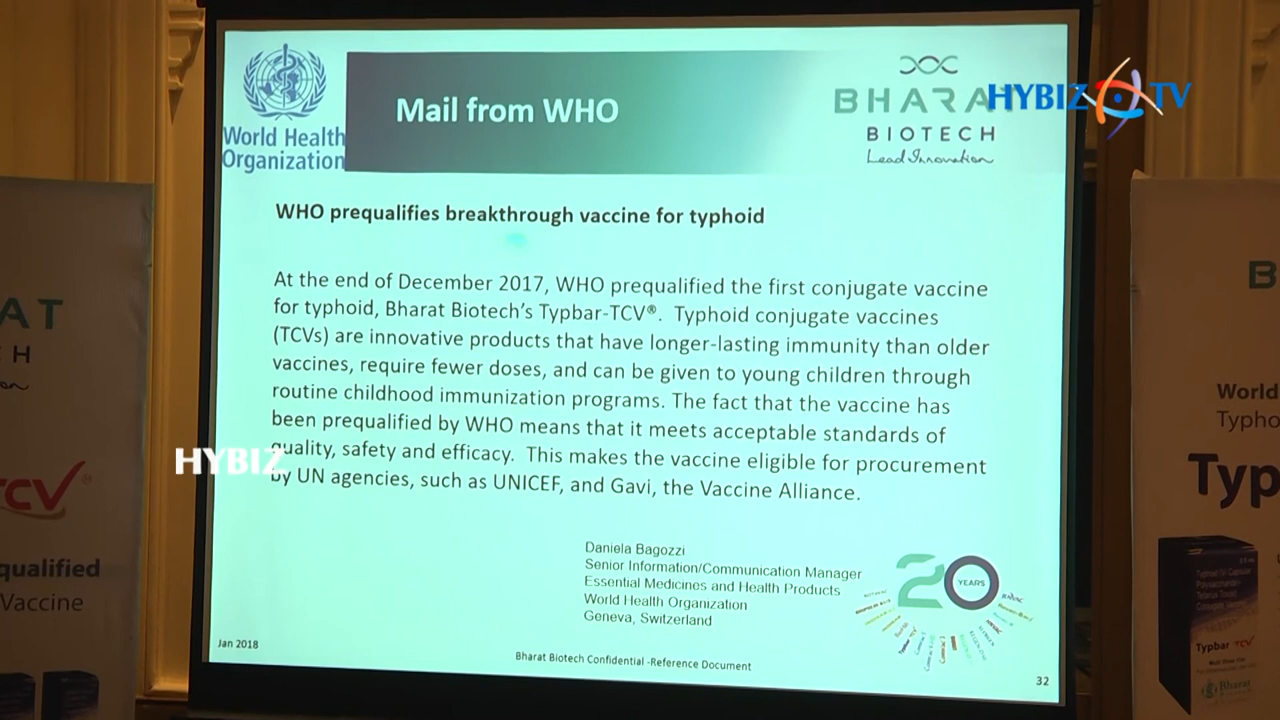 World Health
Organization
Mail from WHO
BHARA
BIOTECH
Lead Innovation
HYBIZ TV
WHO prequalifies breakthrough vaccine for typhoid
At the end of December 2017, WHO prequalified the first conjugate vaccine
for typhoid, Bharat Biotech's Typbar-TCV®. Typhoid conjugate vaccines
(TCVs) are innovative products that have longer-lasting immunity than older
vaccines, require fewer doses, and can be given to young children through
routine childhood immunization programs. The fact that the vaccine has
been prequalified by WHO means that it meets acceptable standards of
quality, safety and efficacy. This makes the vaccine eligible for procurement
by UN agencies, such as UNICEF, and Gavi, the Vaccine Alliance.
HYBIZ
Daniela Bagozzi
Senior Information/Communication Manager
Essential Medicines and Health Products
World Health Organization
Geneva, Switzerland
20 YEARS
Jan 2018
Bharat Biotech Confidential -Reference Document
32
AT
CH
TCV®
qualified
Vaccine
B
World
Typho
Typ
Typbar TCV
Bharat